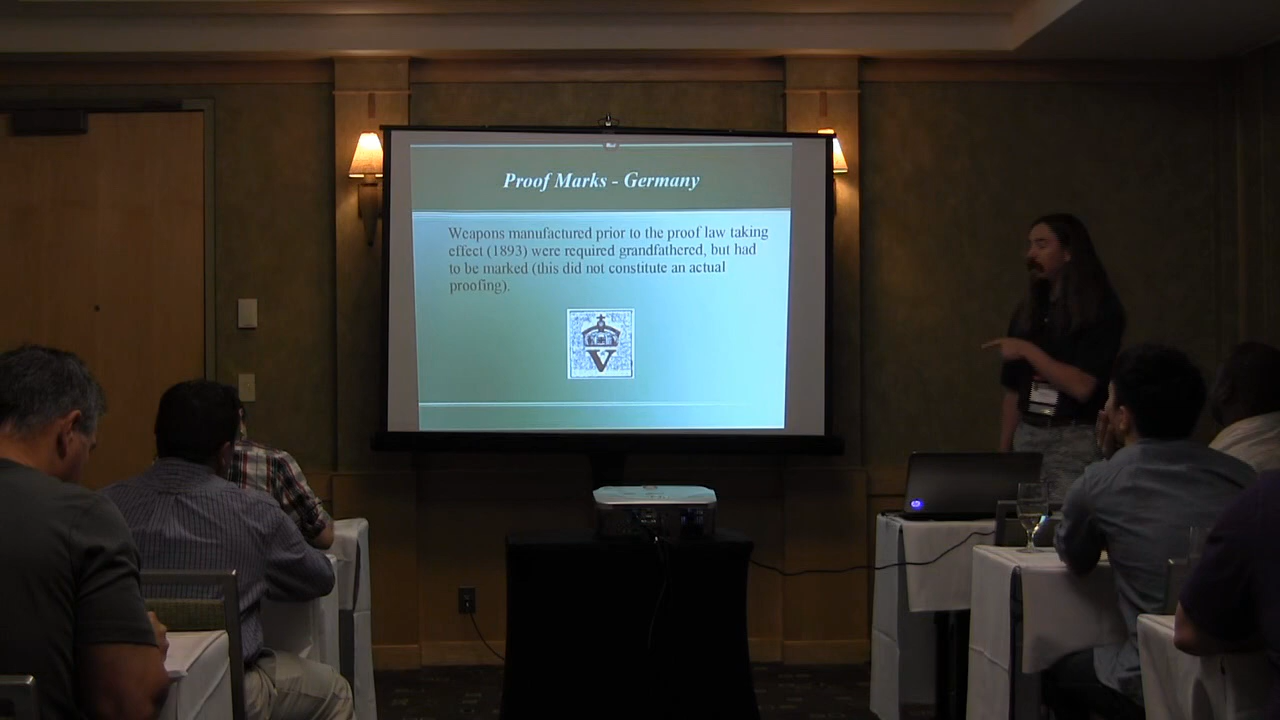 Proof Marks - Germany
Weapons manufactured prior to the proof law taking
effect (1893) were required grandfathered, but had
to be marked (this did not constitute an actual
proofing).
V